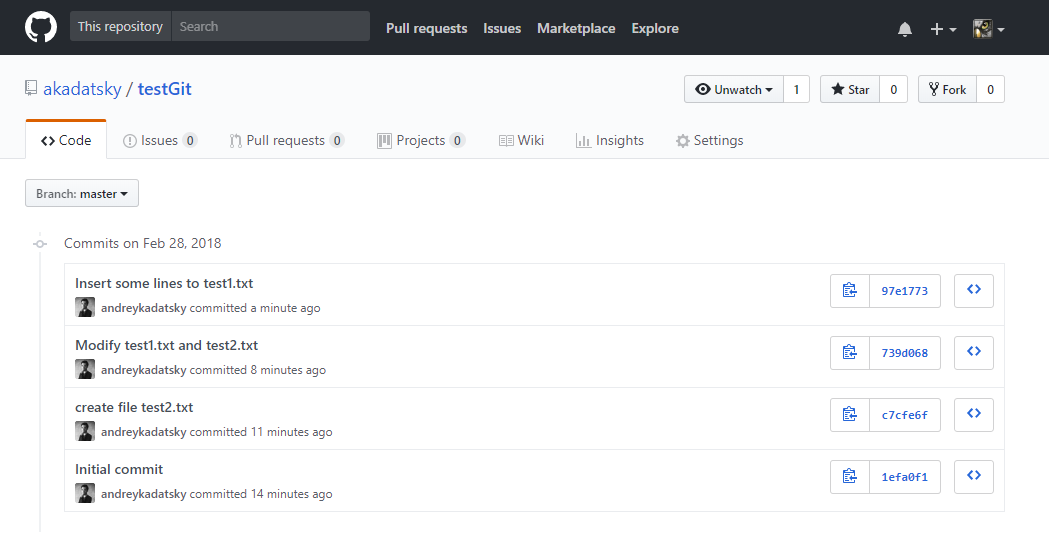 This repository Search Pull requests Issues Marketplace Explore
akadatsky / testGit Unwatch 1 Star 0 Fork 0
Code Issues 0 Pull requests 0 Projects 0 Wiki Insights Settings
Branch: master
Commits on Feb 28, 2018
Insert some lines to test1.txt
andreykadatsky committed a minute ago
97e1773
Modify test1.txt and test2.txt
andreykadatsky committed 8 minutes ago
739d068
create file test2.txt
andreykadatsky committed 11 minutes ago
c7cfe6f
Initial commit
andreykadatsky committed 14 minutes ago
1efa0f1